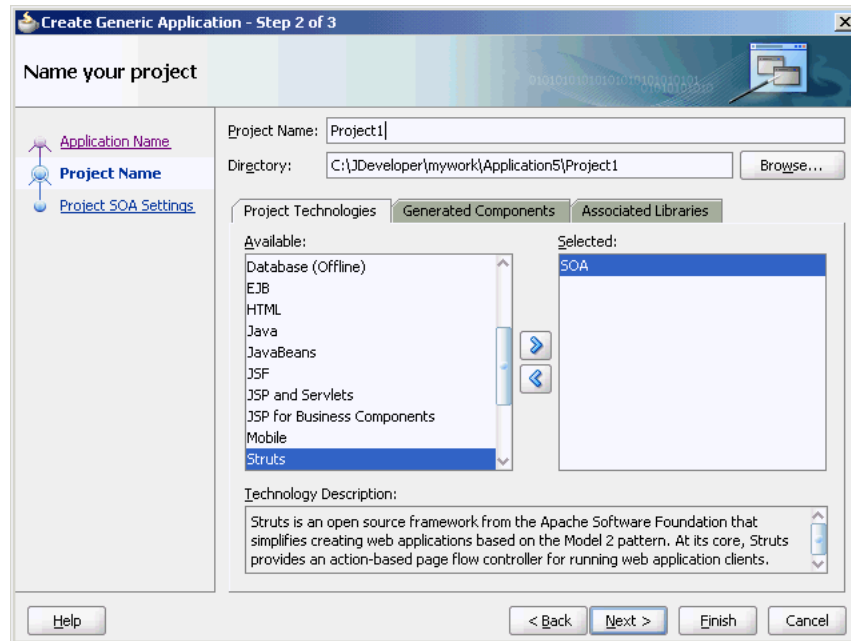 Create Generic Application - Step 2 of 3
Name your project
Application Name
Project Name
Project SOA Settings
Project Name: Project1
Directory: C:\JDeveloper\mywork\Application5\Project1 Browse...
Project Technologies Generated Components Associated Libraries
Available: Selected:
Database (Offline) SOA
EJB
HTML
Java
JavaBeans
JSF
JSP and Servlets
JSP for Business Components
Mobile
Struts
Technology Description:
Struts is an open source framework from the Apache Software Foundation that
simplifies creating web applications based on the Model 2 pattern. At its core, Struts
provides an action-based page flow controller for running web application clients.
Help < Back Next > Finish Cancel